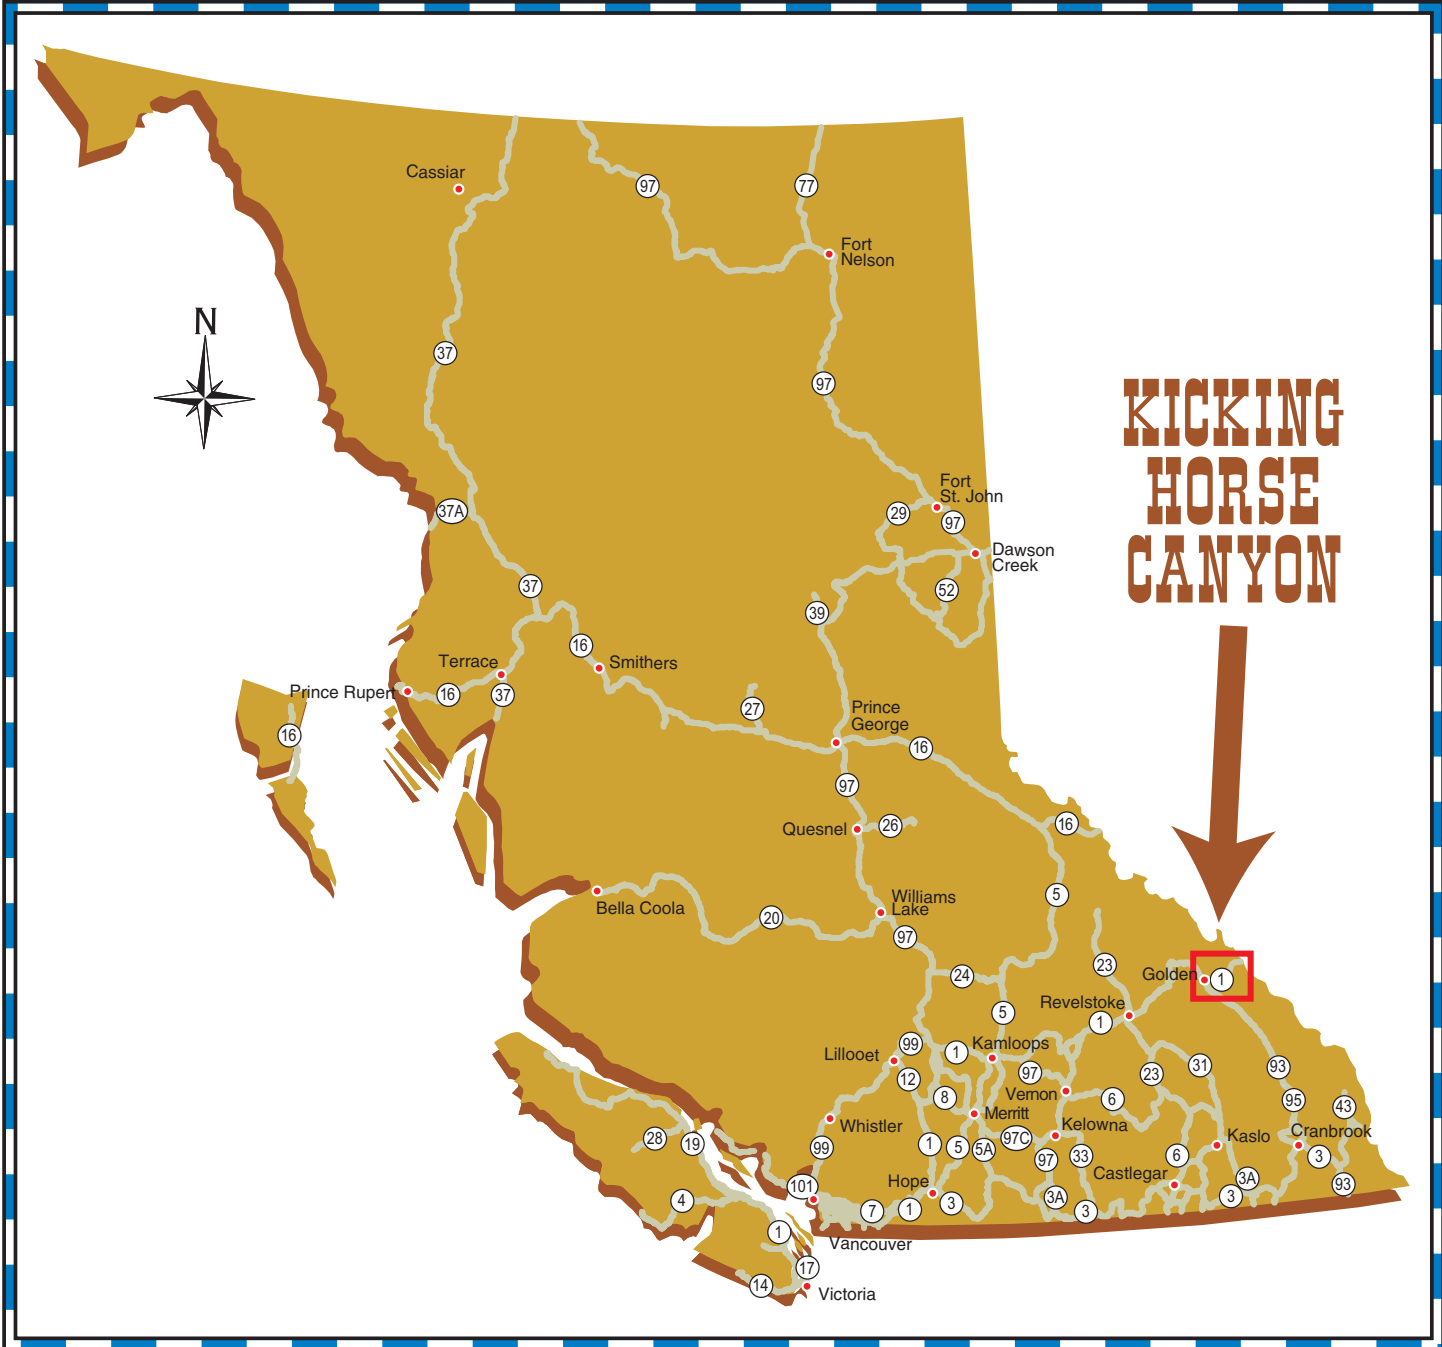 Cassiar
97
77
Fort
Nelson
N
37
97
KICKING
HORSE
CANYON
Fort
St. John
37A
29
97
Dawson
Creek
37
52
39
16
Terrace
Smithers
Prince Rupert
16
37
27
Prince
George
16
16
97
Quesnel
26
16
5
Williams
Lake
Bella Coola
20
97
23
24
Golden
1
Revelstoke
5
1
99
1
Kamloops
Lillooet
31
93
97
23
12
Vernon
8
6
95
43
Merritt
Whistler
Kelowna
Cranbrook
28
19
99
1
5
5A
97C
97
33
6
Kaslo
3
Castlegar
3A
93
101
Hope
3
3A
3
4
7
1
3
1
Vancouver
17
14
Victoria